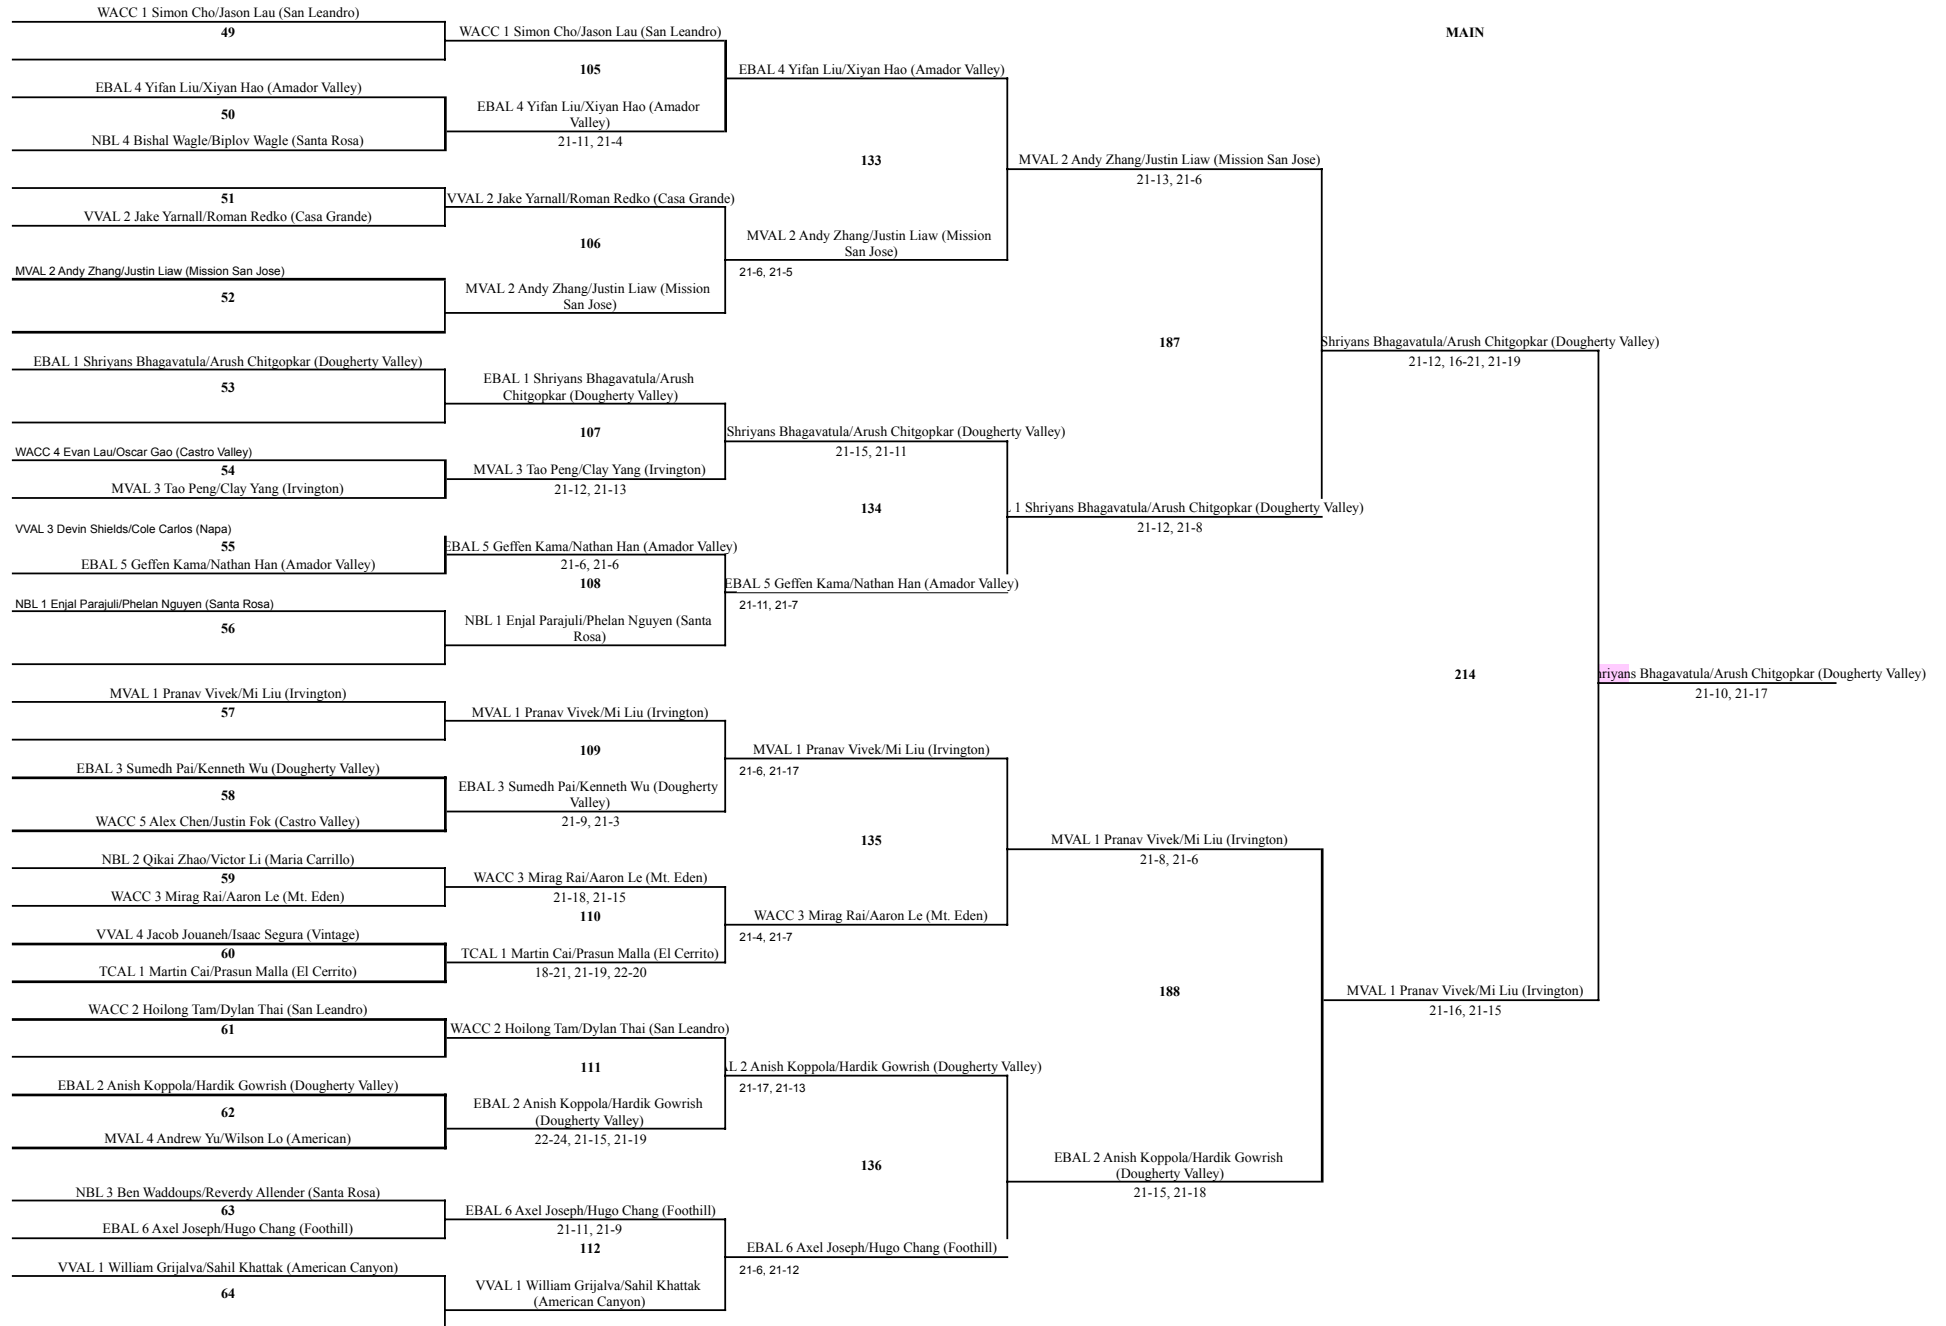 WACC 1 Simon Cho/Jason Lau (San Leandro)
49
EBAL 4 Yifan Liu/Xiyan Hao (Amador Valley)
50
NBL 4 Bishal Wagle/Biplov Wagle (Santa Rosa)
51
VVAL 2 Jake Yarnall/Roman Redko (Casa Grande)
MVAL 2 Andy Zhang/Justin Liaw (Mission San Jose)
52
EBAL 1 Shriyans Bhagavatula/Arush Chitgopkar (Dougherty Valley)
53
WACC 4 Evan Lau/Oscar Gao (Castro Valley)
54
MVAL 3 Tao Peng/Clay Yang (Irvington)
VVAL 3 Devin Shields/Cole Carlos (Napa)
55
EBAL 5 Geffen Kama/Nathan Han (Amador Valley)
NBL 1 Enjal Parajuli/Phelan Nguyen (Santa Rosa)
56
MVAL 1 Pranav Vivek/Mi Liu (Irvington)
57
EBAL 3 Sumedh Pai/Kenneth Wu (Dougherty Valley)
58
WACC 5 Alex Chen/Justin Fok (Castro Valley)
NBL 2 Qikai Zhao/Victor Li (Maria Carrillo)
59
WACC 3 Mirag Rai/Aaron Le (Mt. Eden)
VVAL 4 Jacob Jouaneh/Isaac Segura (Vintage)
60
TCAL 1 Martin Cai/Prasun Malla (El Cerrito)
WACC 2 Hoilong Tam/Dylan Thai (San Leandro)
61
EBAL 2 Anish Koppola/Hardik Gowrish (Dougherty Valley)
62
MVAL 4 Andrew Yu/Wilson Lo (American)
NBL 3 Ben Waddoups/Reverdy Allender (Santa Rosa)
63
EBAL 6 Axel Joseph/Hugo Chang (Foothill)
VVAL 1 William Grijalva/Sahil Khattak (American Canyon)
64
WACC 1 Simon Cho/Jason Lau (San Leandro)
105
EBAL 4 Yifan Liu/Xiyan Hao (Amador
Valley)
21-11, 21-4
VVAL 2 Jake Yarnall/Roman Redko (Casa Grande)
106
MVAL 2 Andy Zhang/Justin Liaw (Mission
San Jose)
EBAL 1 Shriyans Bhagavatula/Arush
Chitgopkar (Dougherty Valley)
107
MVAL 3 Tao Peng/Clay Yang (Irvington)
21-12, 21-13
EBAL 5 Geffen Kama/Nathan Han (Amador Valley)
21-6, 21-6
108
NBL 1 Enjal Parajuli/Phelan Nguyen (Santa
Rosa)
MVAL 1 Pranav Vivek/Mi Liu (Irvington)
109
EBAL 3 Sumedh Pai/Kenneth Wu (Dougherty
Valley)
21-9, 21-3
WACC 3 Mirag Rai/Aaron Le (Mt. Eden)
21-18, 21-15
110
TCAL 1 Martin Cai/Prasun Malla (El Cerrito)
18-21, 21-19, 22-20
WACC 2 Hoilong Tam/Dylan Thai (San Leandro)
111
EBAL 2 Anish Koppola/Hardik Gowrish
(Dougherty Valley)
22-24, 21-15, 21-19
EBAL 6 Axel Joseph/Hugo Chang (Foothill)
21-11, 21-9
112
VVAL 1 William Grijalva/Sahil Khattak
(American Canyon)
EBAL 4 Yifan Liu/Xiyan Hao (Amador Valley)
133
MVAL 2 Andy Zhang/Justin Liaw (Mission
San Jose)
21-6, 21-5
Shriyans Bhagavatula/Arush Chitgopkar (Dougherty Valley)
21-15, 21-11
134
EBAL 5 Geffen Kama/Nathan Han (Amador Valley)
21-11, 21-7
MVAL 1 Pranav Vivek/Mi Liu (Irvington)
21-6, 21-17
135
WACC 3 Mirag Rai/Aaron Le (Mt. Eden)
21-4, 21-7
2 Anish Koppola/Hardik Gowrish (Dougherty Valley)
21-17, 21-13
136
EBAL 6 Axel Joseph/Hugo Chang (Foothill)
21-6, 21-12
MVAL 2 Andy Zhang/Justin Liaw (Mission San Jose)
21-13, 21-6
187
1 Shriyans Bhagavatula/Arush Chitgopkar (Dougherty Valley)
21-12, 21-8
MVAL 1 Pranav Vivek/Mi Liu (Irvington)
21-8, 21-6
188
EBAL 2 Anish Koppola/Hardik Gowrish
(Dougherty Valley)
21-15, 21-18
MAIN
Shriyans Bhagavatula/Arush Chitgopkar (Dougherty Valley)
21-12, 16-21, 21-19
214
MVAL 1 Pranav Vivek/Mi Liu (Irvington)
21-16, 21-15
riyans Bhagavatula/Arush Chitgopkar (Dougherty Valley)
21-10, 21-17